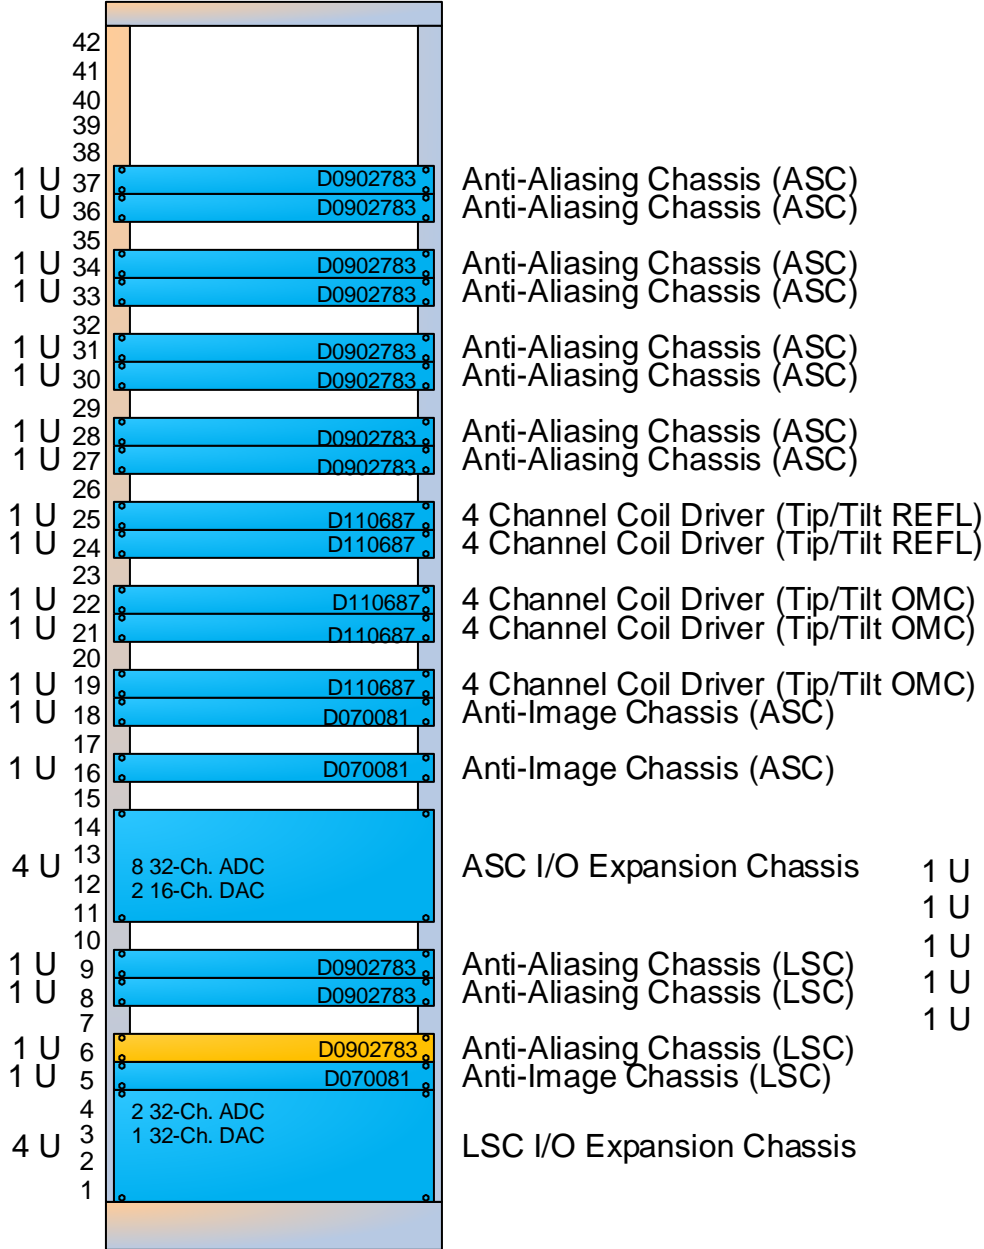 42
41
40
39
38
1 U 37 D0902783 Anti-Aliasing Chassis (ASC)
1 U 36 D0902783 Anti-Aliasing Chassis (ASC)
35
1 U 34 D0902783 Anti-Aliasing Chassis (ASC)
1 U 33 D0902783 Anti-Aliasing Chassis (ASC)
32
1 U 31 D0902783 Anti-Aliasing Chassis (ASC)
1 U 30 D0902783 Anti-Aliasing Chassis (ASC)
29
1 U 28 D0902783 Anti-Aliasing Chassis (ASC)
1 U 27 D0902783 Anti-Aliasing Chassis (ASC)
26
1 U 25 D110687 4 Channel Coil Driver (Tip/Tilt REFL)
1 U 24 D110687 4 Channel Coil Driver (Tip/Tilt REFL)
23
1 U 22 D110687 4 Channel Coil Driver (Tip/Tilt OMC)
1 U 21 D110687 4 Channel Coil Driver (Tip/Tilt OMC)
20
1 U 19 D110687 4 Channel Coil Driver (Tip/Tilt OMC)
1 U 18 D070081 Anti-Image Chassis (ASC)
17
1 U 16 D070081 Anti-Image Chassis (ASC)
15
14
4 U 13 8 32-Ch. ADC ASC I/O Expansion Chassis 1 U
12 2 16-Ch. DAC
11 1 U
10 1 U
1 U 9 D0902783 Anti-Aliasing Chassis (LSC)
1 U 8 D0902783 Anti-Aliasing Chassis (LSC) 1 U
7 1 U
1 U 6 D0902783 Anti-Aliasing Chassis (LSC)
1 U 5 D070081 Anti-Image Chassis (LSC)
4 2 32-Ch. ADC
4 U 3 1 32-Ch. DAC LSC I/O Expansion Chassis
2
1